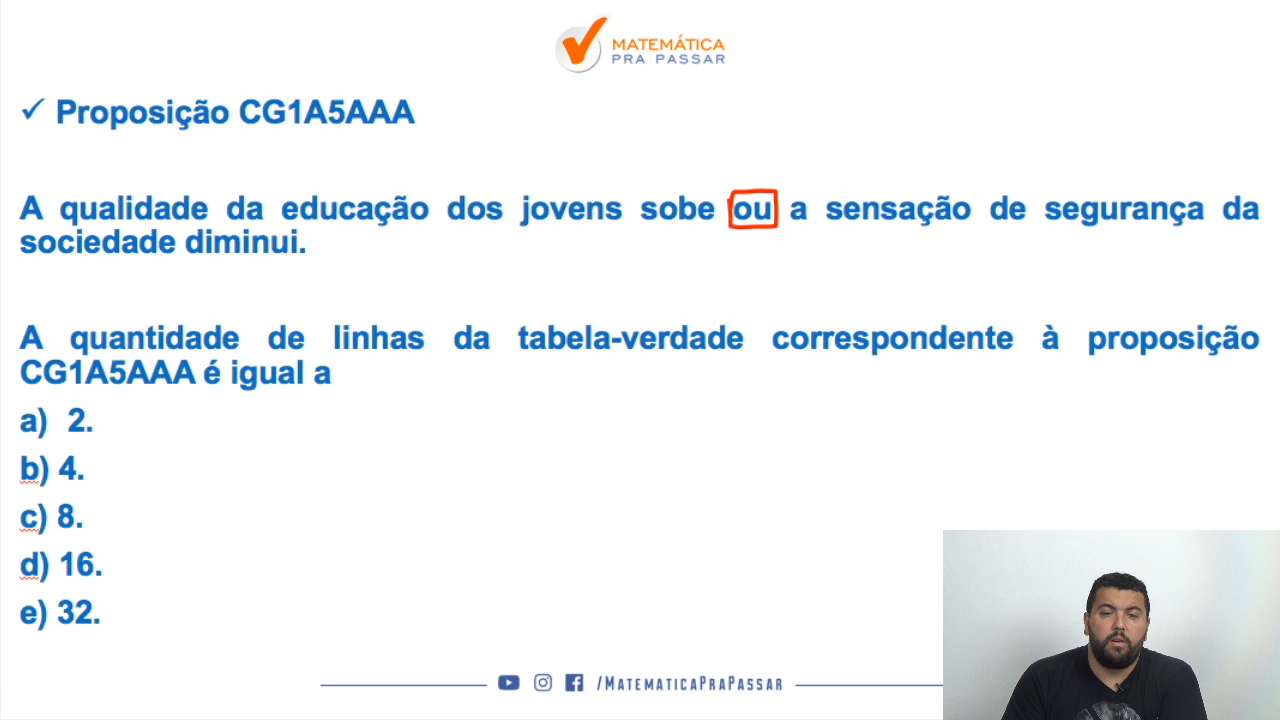 MATEMÁTICA
PRA PASSAR
✓ Proposição CG1A5AAA
A qualidade da educação dos jovens sobe ou a sensação de segurança da
sociedade diminui.
A quantidade de linhas da tabela-verdade correspondente à proposição
CG1A5AAA é igual a
a) 2.
b) 4.
c) 8.
d) 16.
e) 32.
/MATEMATICAPRAPASSAR